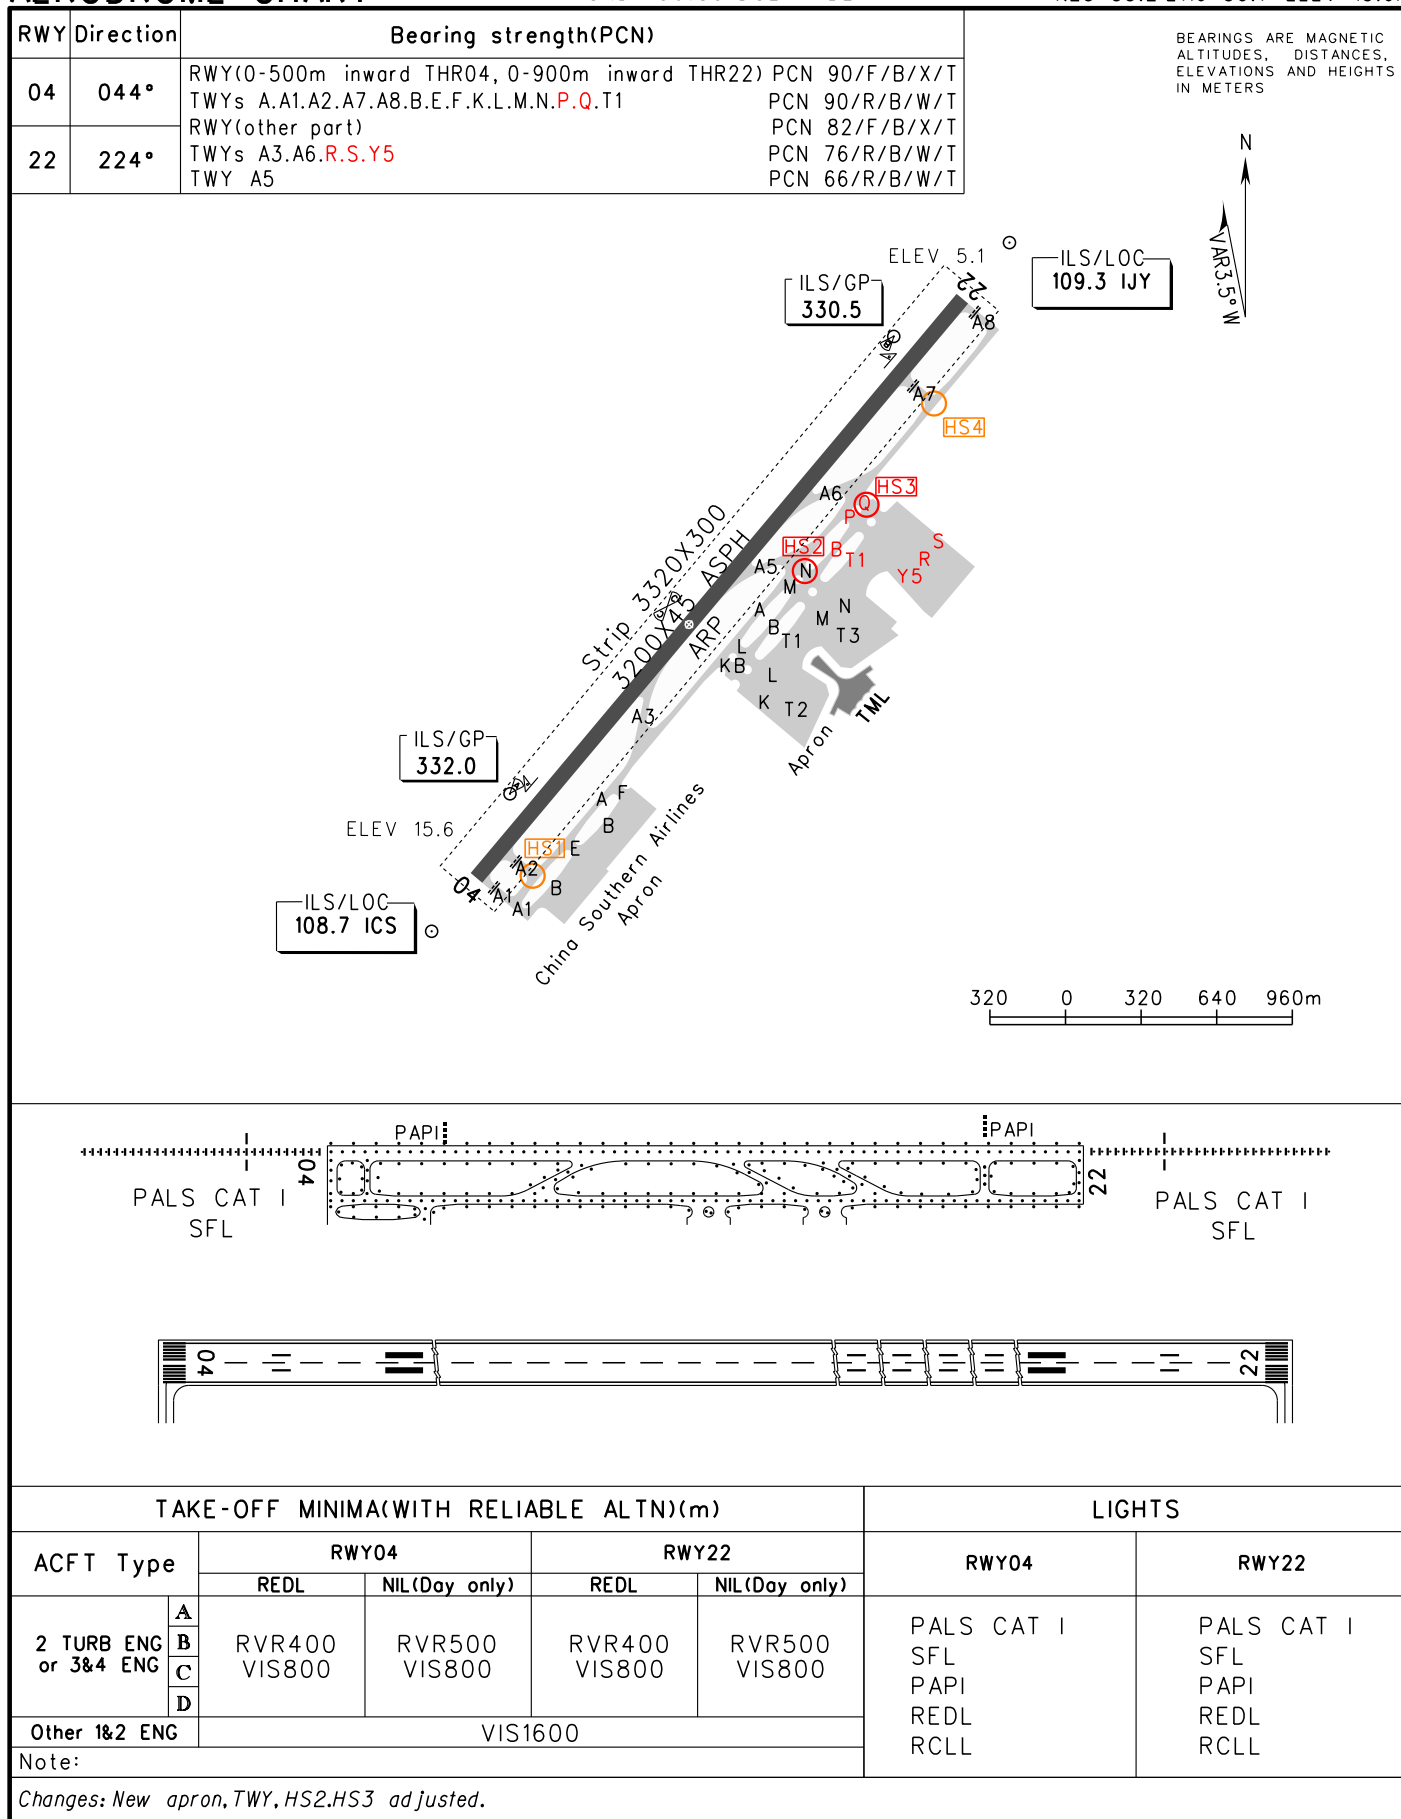 RWY Direction Bearing strength(PCN)
BEARINGS ARE MAGNETIC
ALTITUDES, DISTANCES,
ELEVATIONS AND HEIGHTS
IN METERS
04 044°
RWY(0-500m inward THR04, 0-900m inward THR22) PCN 90/F/B/X/T
TWYs A.A1.A2.A7.A8.B.E.F.K.L.M.N.P.Q.T1 PCN 90/R/B/W/T
RWY(other part) PCN 82/F/B/X/T
22 224°
TWYs A3.A6.R.S.Y5 PCN 76/R/B/W/T
TWY A5 PCN 66/R/B/W/T
N
VAR3.5°W
ELEV 5.1
ILS/LOC
109.3 IJY
ILS/GP
330.5
22
A8
A7
HS4
A6
HS3
Q
P
Strip 3320X300
3200X45 ASPH
ARP
HS2
B
T1
S
R
Y5
A5
N
M
A
B
T1
M
N
T3
L
K B
L
K
T2
TML
Apron
A3
ILS/GP
332.0
ELEV 15.6
A
F
B
HS1
E
A2
B
A1
A1
04
ILS/LOC
108.7 ICS
China Southern Airlines
Apron
320 0 320 640 960m
PAPI
PAPI
04
22
PALS CAT I
SFL
PALS CAT I
SFL
04
22
TAKE-OFF MINIMA(WITH RELIABLE ALTN)(m)
LIGHTS
ACFT Type
RWY04 RWY22
RWY04 RWY22
REDL NIL(Day only) REDL NIL(Day only)
2 TURB ENG
or 3&4 ENG
A
B
C
D
RVR400 RVR500 RVR400 RVR500
VIS800 VIS800 VIS800 VIS800
Other 1&2 ENG VIS1600
PALS CAT I PALS CAT I
SFL SFL
PAPI PAPI
REDL REDL
RCLL RCLL
Note:
Changes: New apron, TWY, HS2.HS3 adjusted.